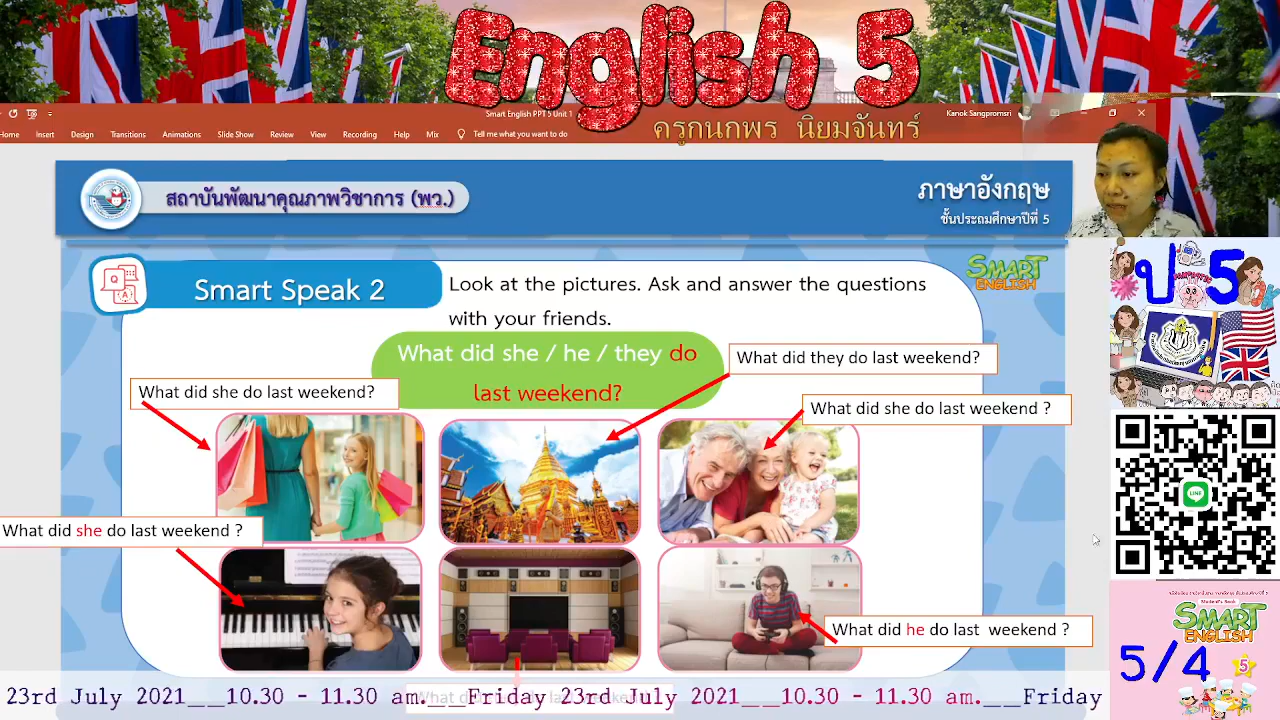 English 5
Smart English PPT 5 Unit 1
Kanok Sangpromsri
ครูกนกพร นิยมจันทร์
Home Insert Design Transitions Animations Slide Show Review View Recording Help Mix Tell me what you want to do
สถาบันพัฒนาคุณภาพวิชาการ (พว.)
ภาษาอังกฤษ
ชั้นประถมศึกษาปีที่ 5
ป 5
SMART ENGLISH
Smart Speak 2
Look at the pictures. Ask and answer the questions
with your friends.
What did she / he / they do
last weekend?
What did they do last weekend?
What did she do last weekend?
What did she do last weekend ?
What did she do last weekend ?
What did he do last weekend ?
LINE
Student's Book
SMART
ENGLISH
5/4
5
23rd July 2021__10.30 - 11.30 am.__Friday 23rd July 2021__10.30 - 11.30 am.__Friday